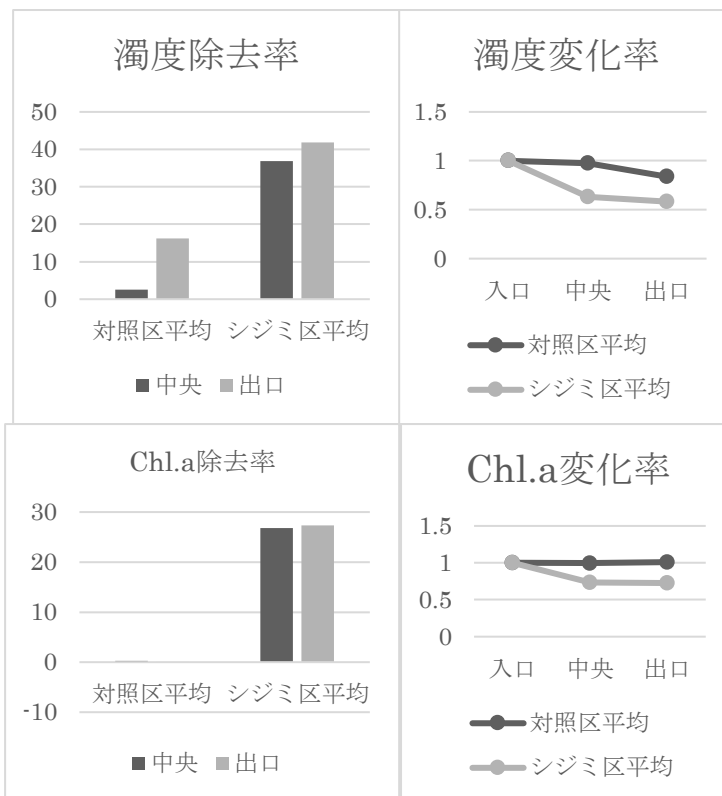 濁度除去率
50
40
30
20
10
0
対照区平均 シジミ区平均
■中央 ■出口
濁度変化率
1.5
1
0.5
0
入口 中央 出口
対照区平均
シジミ区平均
Chl.a除去率
30
20
10
0
-10
対照区平均 シジミ区平均
■中央 ■出口
Chl.a変化率
1.5
1
0.5
0
入口 中央 出口
対照区平均
シジミ区平均